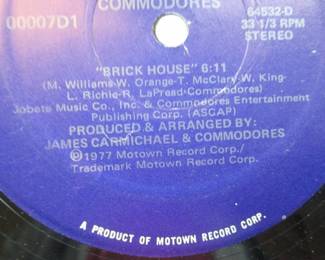 COMMODORES
00007D1
64532-D
33 1/3 RPM
STEREO
"BRICK HOUSE" 6:11
(M. Williams-W. Orange-T. McClary-W. King-
L. Richie-R. LaPread-Commodores)
Jobete Music Co., Inc. & Commodores Entertainment
Publishing Corp. (ASCAP)
PRODUCED & ARRANGED BY:
JAMES CARMICHAEL & COMMODORES
℗1977 Motown Record Corp./
Trademark Motown Record Corp.
A PRODUCT OF MOTOWN RECORD CORP.